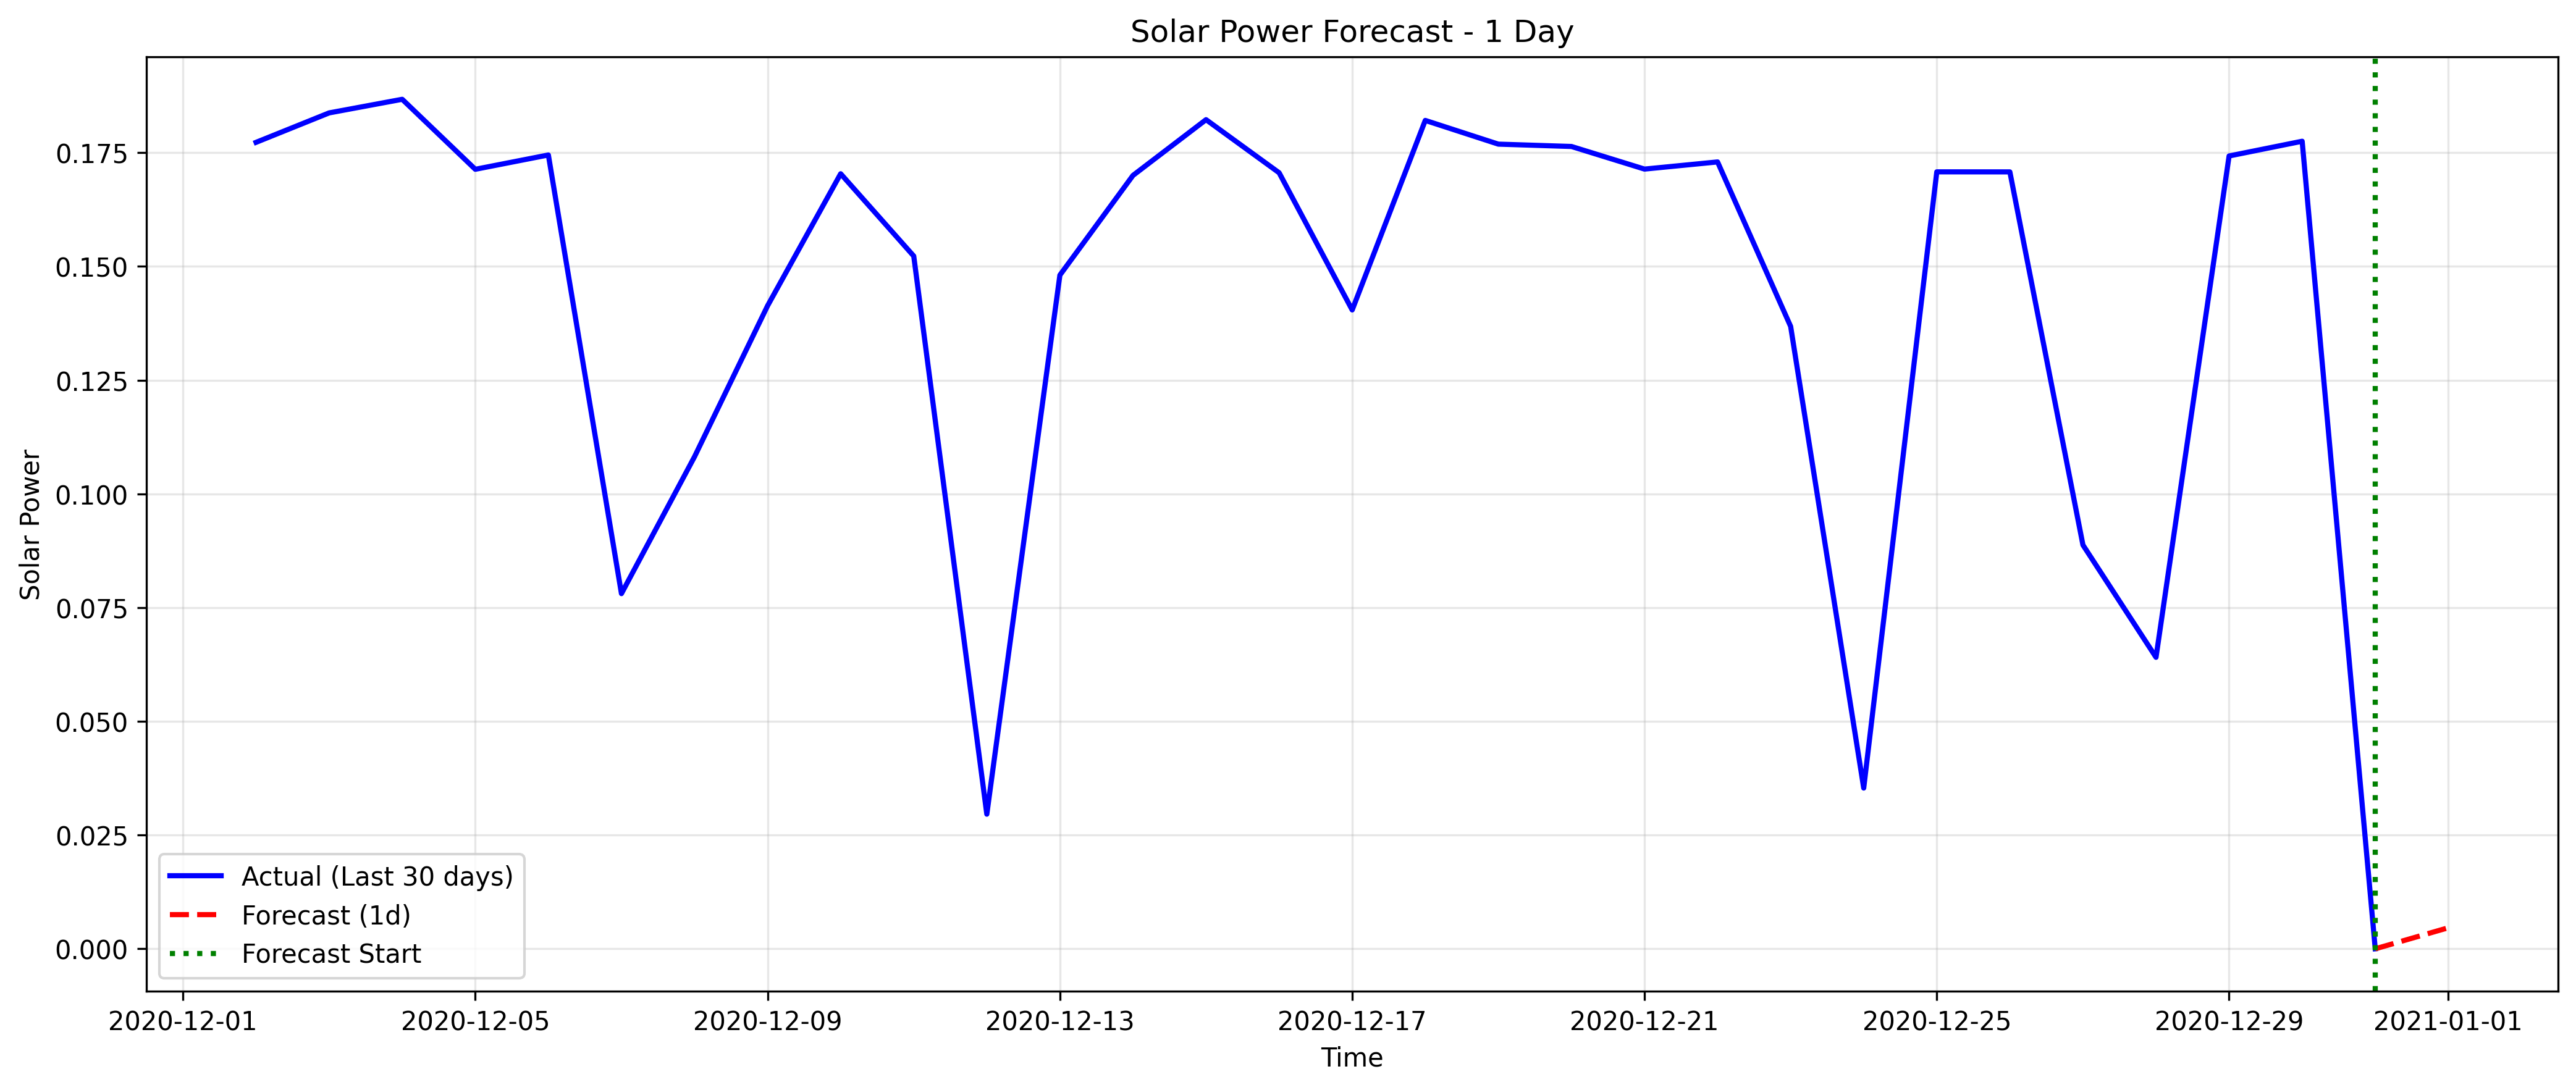 Solar Power Forecast - 1 Day
Solar Power
0.175
0.150
0.125
0.100
0.075
0.050
0.025
0.000
Actual (Last 30 days)
Forecast (1d)
Forecast Start
2020-12-01 2020-12-05 2020-12-09 2020-12-13 2020-12-17 2020-12-21 2020-12-25 2020-12-29 2021-01-01
Time